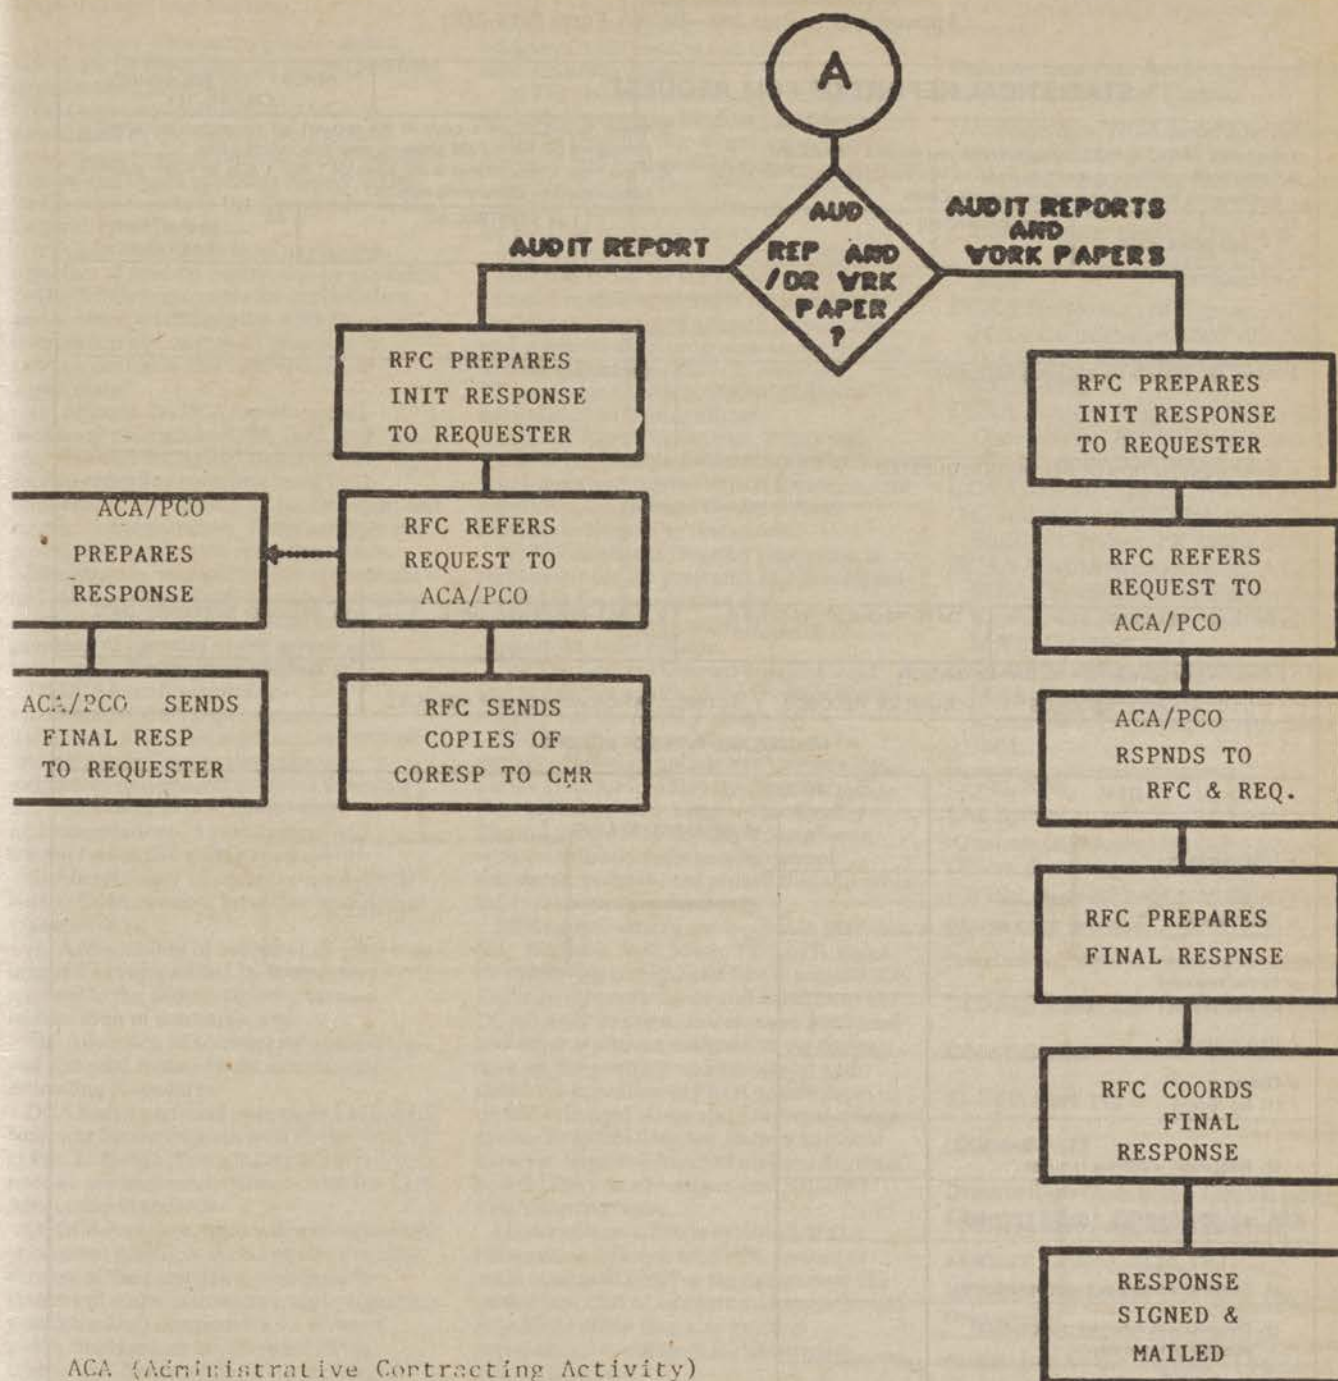 A
AUD
REP AND
/OR WRK
PAPER
?
AUDIT REPORT
AUDIT REPORTS
AND
WORK PAPERS
RFC PREPARES
INIT RESPONSE
TO REQUESTER
RFC REFERS
REQUEST TO
ACA/PCO
ACA/PCO
PREPARES
RESPONSE
ACA/PCO SENDS
FINAL RESP
TO REQUESTER
RFC SENDS
COPIES OF
CORESP TO CMR
RFC PREPARES
INIT RESPONSE
TO REQUESTER
RFC REFERS
REQUEST TO
ACA/PCO
ACA/PCO
RSPNDS TO
RFC & REQ.
RFC PREPARES
FINAL RESPNSE
RFC COORDS
FINAL
RESPONSE
RESPONSE
SIGNED &
MAILED
ACA (Administrative Contracting Activity)